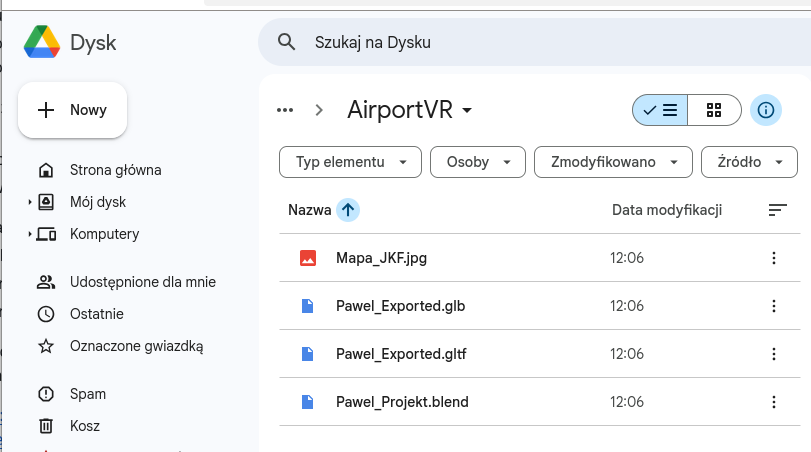 Dysk
Szukaj na Dysku
Nowy
AirportVR
Typ elementu
Osoby
Zmodyfikowano
Źródło
Strona główna
Mój dysk
Komputery
Udostępnione dla mnie
Ostatnie
Oznaczone gwiazdką
Spam
Kosz
Nazwa Data modyfikacji
Mapa_JKF.jpg 12:06
Pawel_Exported.glb 12:06
Pawel_Exported.gltf 12:06
Pawel_Projekt.blend 12:06